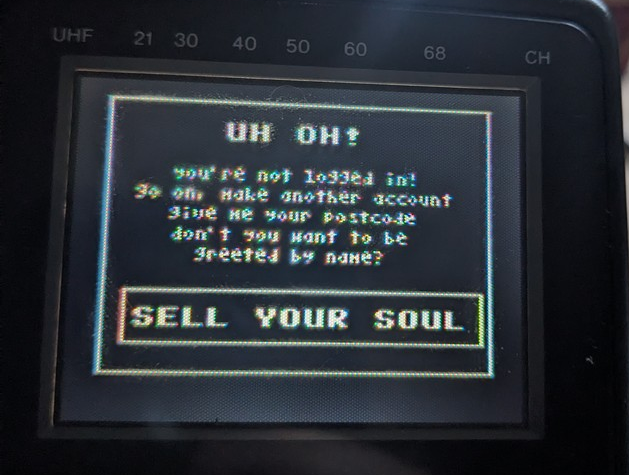 UHF 21 30 40 50 60 68 CH
UH OH!
you're not logged in!
go on, make another account
give me your postcode
don't you want to be
greeted by name?
SELL YOUR SOUL